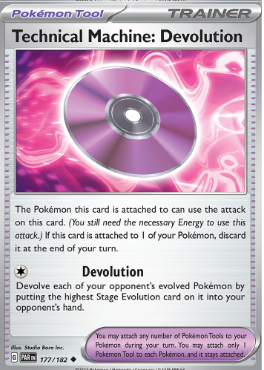 Pokémon Tool TRAINER
Technical Machine: Devolution
The Pokémon this card is attached to can use the attack
on this card. (You still need the necessary Energy to use this
attack.) If this card is attached to 1 of your Pokémon, discard
it at the end of your turn.
Devolution
Devolve each of your opponent's evolved Pokémon by
putting the highest Stage Evolution card on it into your
opponent's hand.
Illus. Studio Bora Inc.
You may attach any number of Pokémon Tools to your
Pokémon during your turn. You may attach only 1
Pokémon Tool to each Pokémon, and it stays attached.
PAR EN 177/182